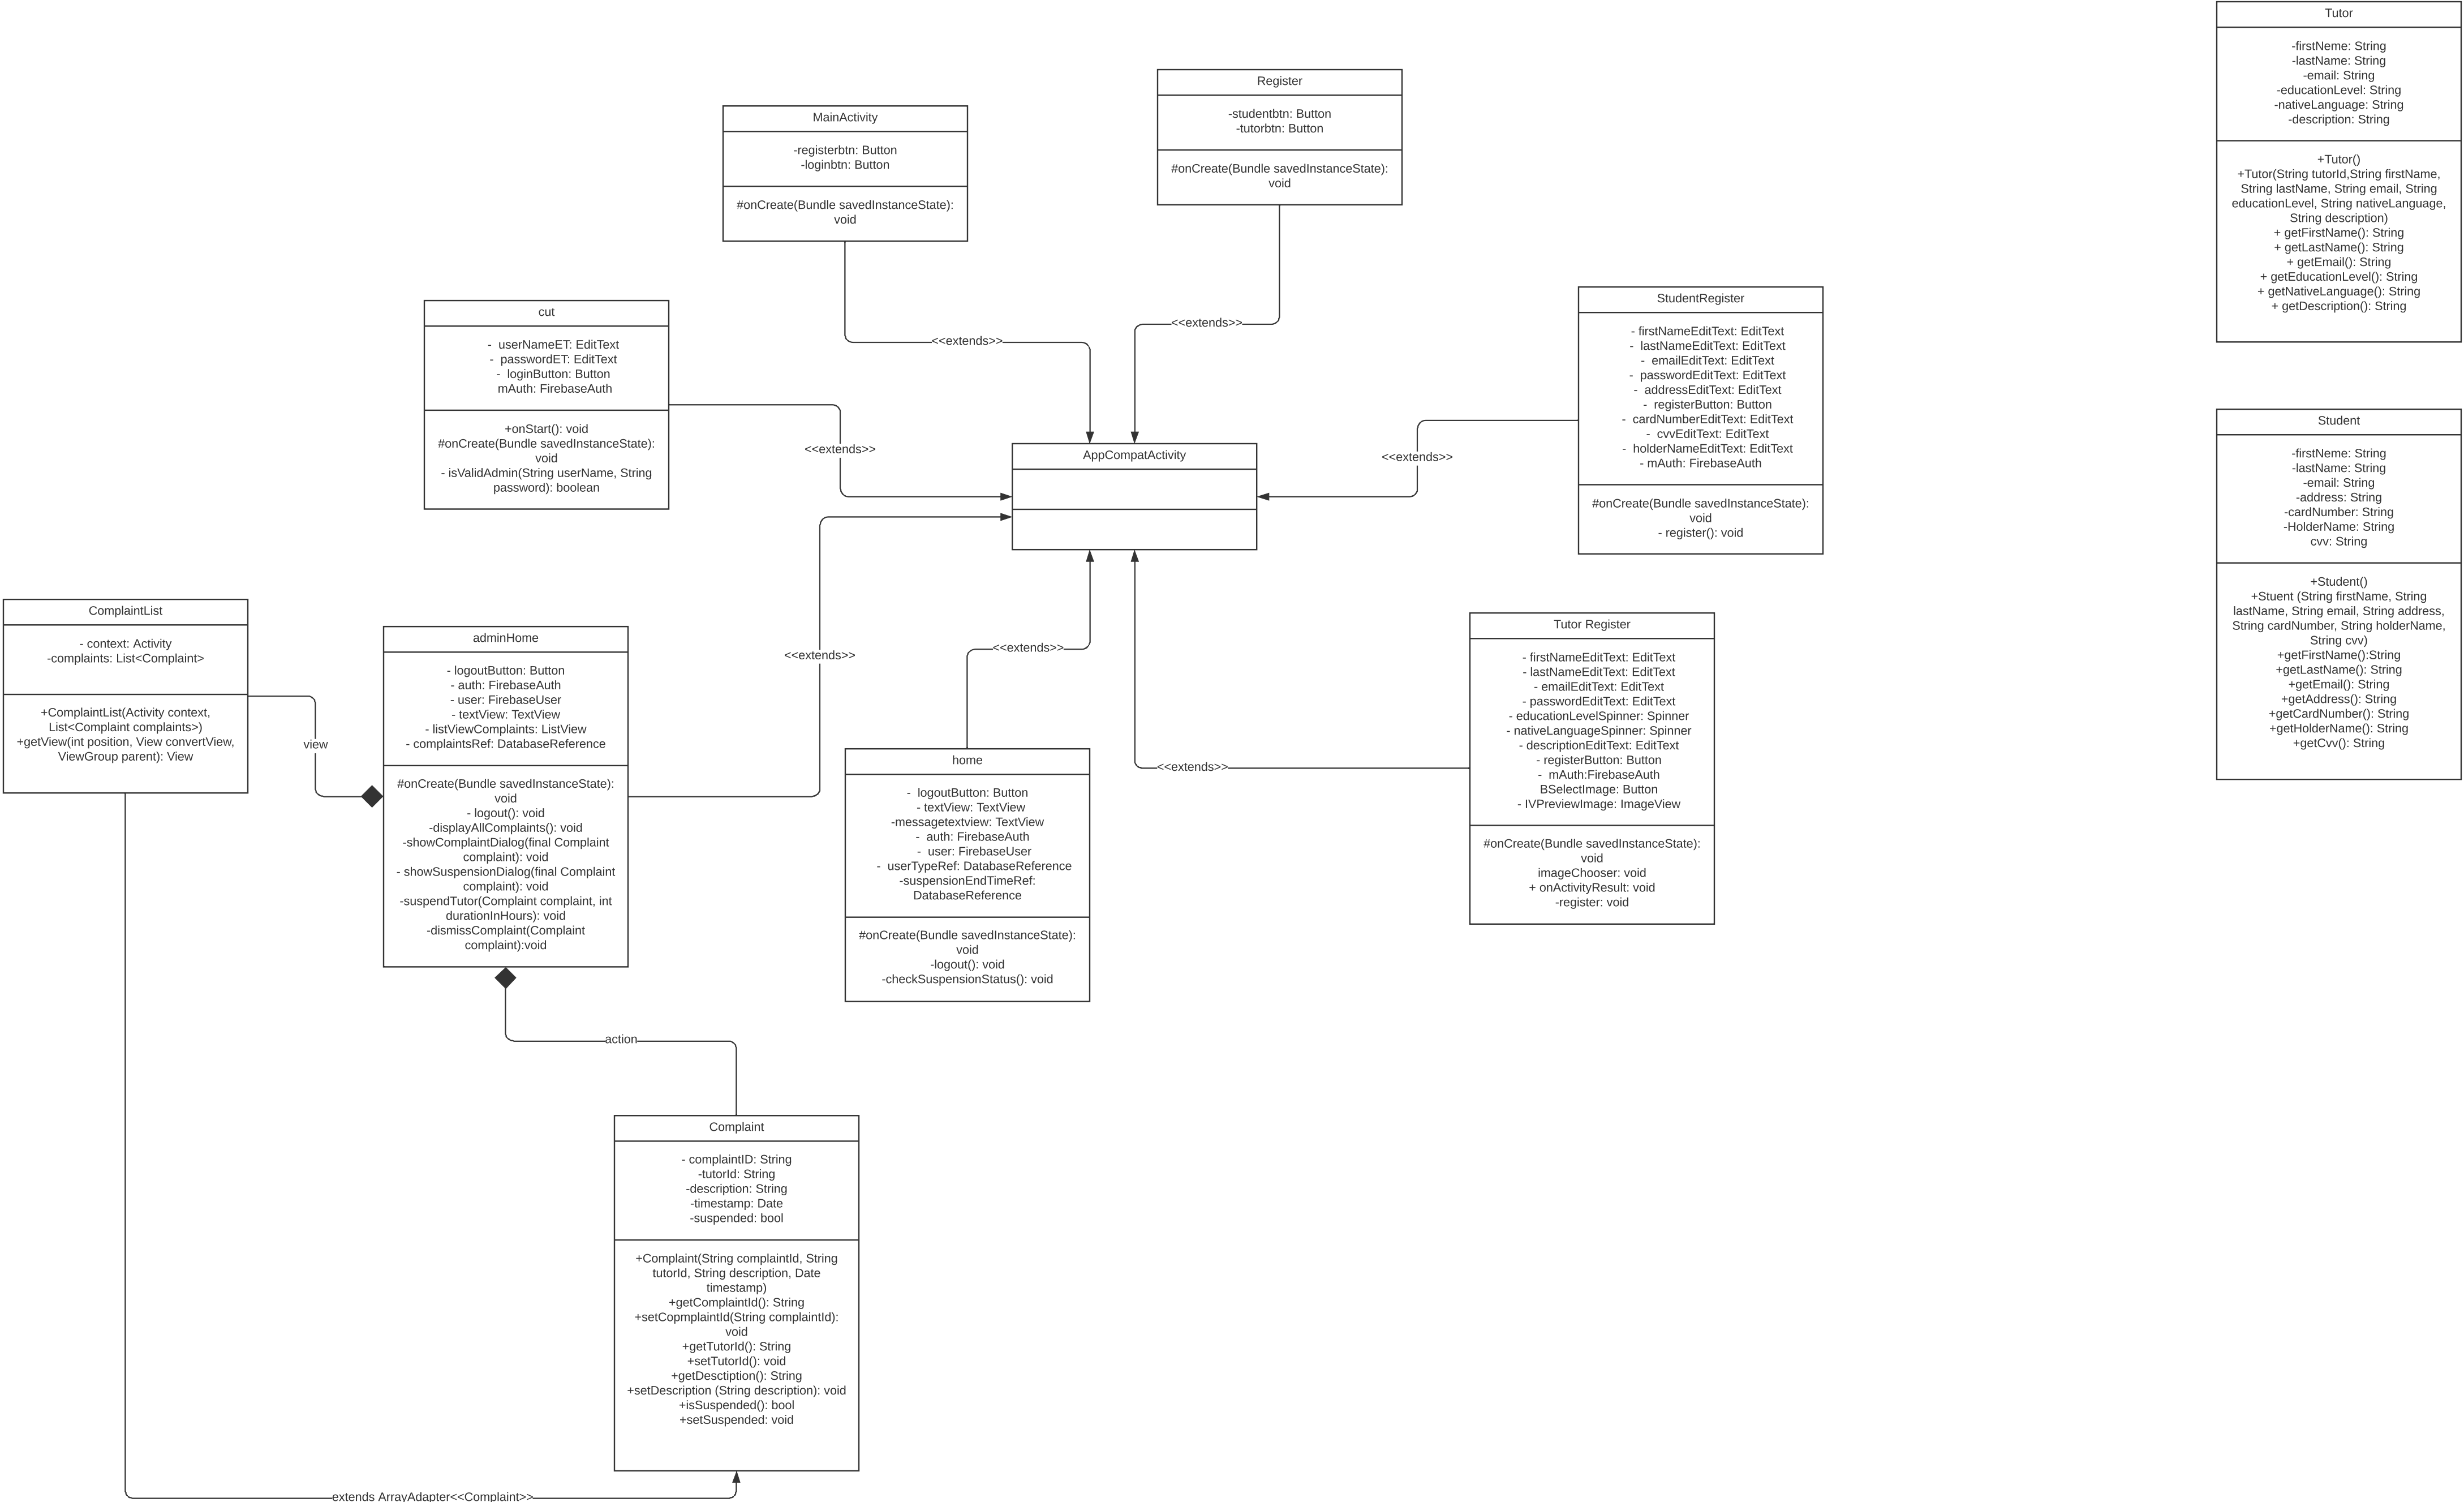 Tutor
-firstNeme: String
-lastName: String
-email: String
-educationLevel: String
-nativeLanguage: String
-description: String
+Tutor()
+Tutor(String tutorId,String firstName,
String lastName, String email, String
educationLevel, String nativeLanguage,
String description)
+ getFirstName(): String
+ getLastName(): String
+ getEmail(): String
+ getEducationLevel(): String
+ getNativeLanguage(): String
+ getDescription(): String
Register
-studentbtn: Button
-tutorbtn: Button
#onCreate(Bundle savedInstanceState):
void
MainActivity
-registerbtn: Button
-loginbtn: Button
#onCreate(Bundle savedInstanceState):
void
<<extends>>
<<extends>>
cut
- userNameET: EditText
- passwordET: EditText
- loginButton: Button
mAuth: FirebaseAuth
+onStart(): void
#onCreate(Bundle savedInstanceState):
void
- isValidAdmin(String userName, String
password): boolean
<<extends>>
AppCompatActivity
<<extends>>
StudentRegister
- firstNameEditText: EditText
- lastNameEditText: EditText
- emailEditText: EditText
- passwordEditText: EditText
- addressEditText: EditText
- registerButton: Button
- cardNumberEditText: EditText
- cvvEditText: EditText
- holderNameEditText: EditText
- mAuth: FirebaseAuth
#onCreate(Bundle savedInstanceState):
void
- register(): void
Student
-firstNeme: String
-lastName: String
-email: String
-address: String
-cardNumber: String
-HolderName: String
cvv: String
+Student()
+Stuent (String firstName, String
lastName, String email, String address,
String cardNumber, String holderName,
String cvv)
+getFirstName():String
+getLastName(): String
+getEmail(): String
+getAddress(): String
+getCardNumber(): String
+getHolderName(): String
+getCvv(): String
ComplaintList
- context: Activity
-complaints: List<Complaint>
+ComplaintList(Activity context,
List<Complaint complaints>)
+getView(int position, View convertView,
ViewGroup parent): View
view
adminHome
- logoutButton: Button
- auth: FirebaseAuth
- user: FirebaseUser
- textView: TextView
- listViewComplaints: ListView
- complaintsRef: DatabaseReference
#onCreate(Bundle savedInstanceState):
void
- logout(): void
-displayAllComplaints(): void
-showComplaintDialog(final Complaint
complaint): void
- showSuspensionDialog(final Complaint
complaint): void
-suspendTutor(Complaint complaint, int
durationInHours): void
-dismissComplaint(Complaint
complaint):void
<<extends>>
<<extends>>
home
- logoutButton: Button
- textView: TextView
-messagetextview: TextView
- auth: FirebaseAuth
- user: FirebaseUser
- userTypeRef: DatabaseReference
-suspensionEndTimeRef:
DatabaseReference
#onCreate(Bundle savedInstanceState):
void
-logout(): void
-checkSuspensionStatus(): void
<<extends>>
Tutor Register
- firstNameEditText: EditText
- lastNameEditText: EditText
- emailEditText: EditText
- passwordEditText: EditText
- educationLevelSpinner: Spinner
- nativeLanguageSpinner: Spinner
- descriptionEditText: EditText
- registerButton: Button
- mAuth:FirebaseAuth
BSelectImage: Button
- IVPreviewImage: ImageView
#onCreate(Bundle savedInstanceState):
void
imageChooser: void
+ onActivityResult: void
-register: void
action
Complaint
- complaintID: String
-tutorId: String
-description: String
-timestamp: Date
-suspended: bool
+Complaint(String complaintId, String
tutorId, String description, Date
timestamp)
+getComplaintId(): String
+setCopmplaintId(String complaintId):
void
+getTutorId(): String
+setTutorId(): void
+getDesctiption(): String
+setDescription (String description): void
+isSuspended(): bool
+setSuspended: void
extends ArrayAdapter<<Complaint>>